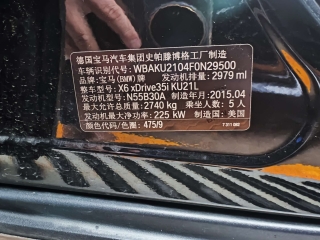 德国宝马汽车集团史帕滕博格工厂制造
车辆识别代号: WBAKU2104F0N29500
品牌: 宝马(BMW)牌 发动机排量: 2979 ml
整车型号: X6 xDrive35i KU21L
发动机型号: N55B30A 制造年月: 2015.04
最大允许总质量: 2740 kg 乘坐人数: 5 人
发动机最大净功率: 225 kW 制造国: 美国
颜色代码/色圈: 475/9